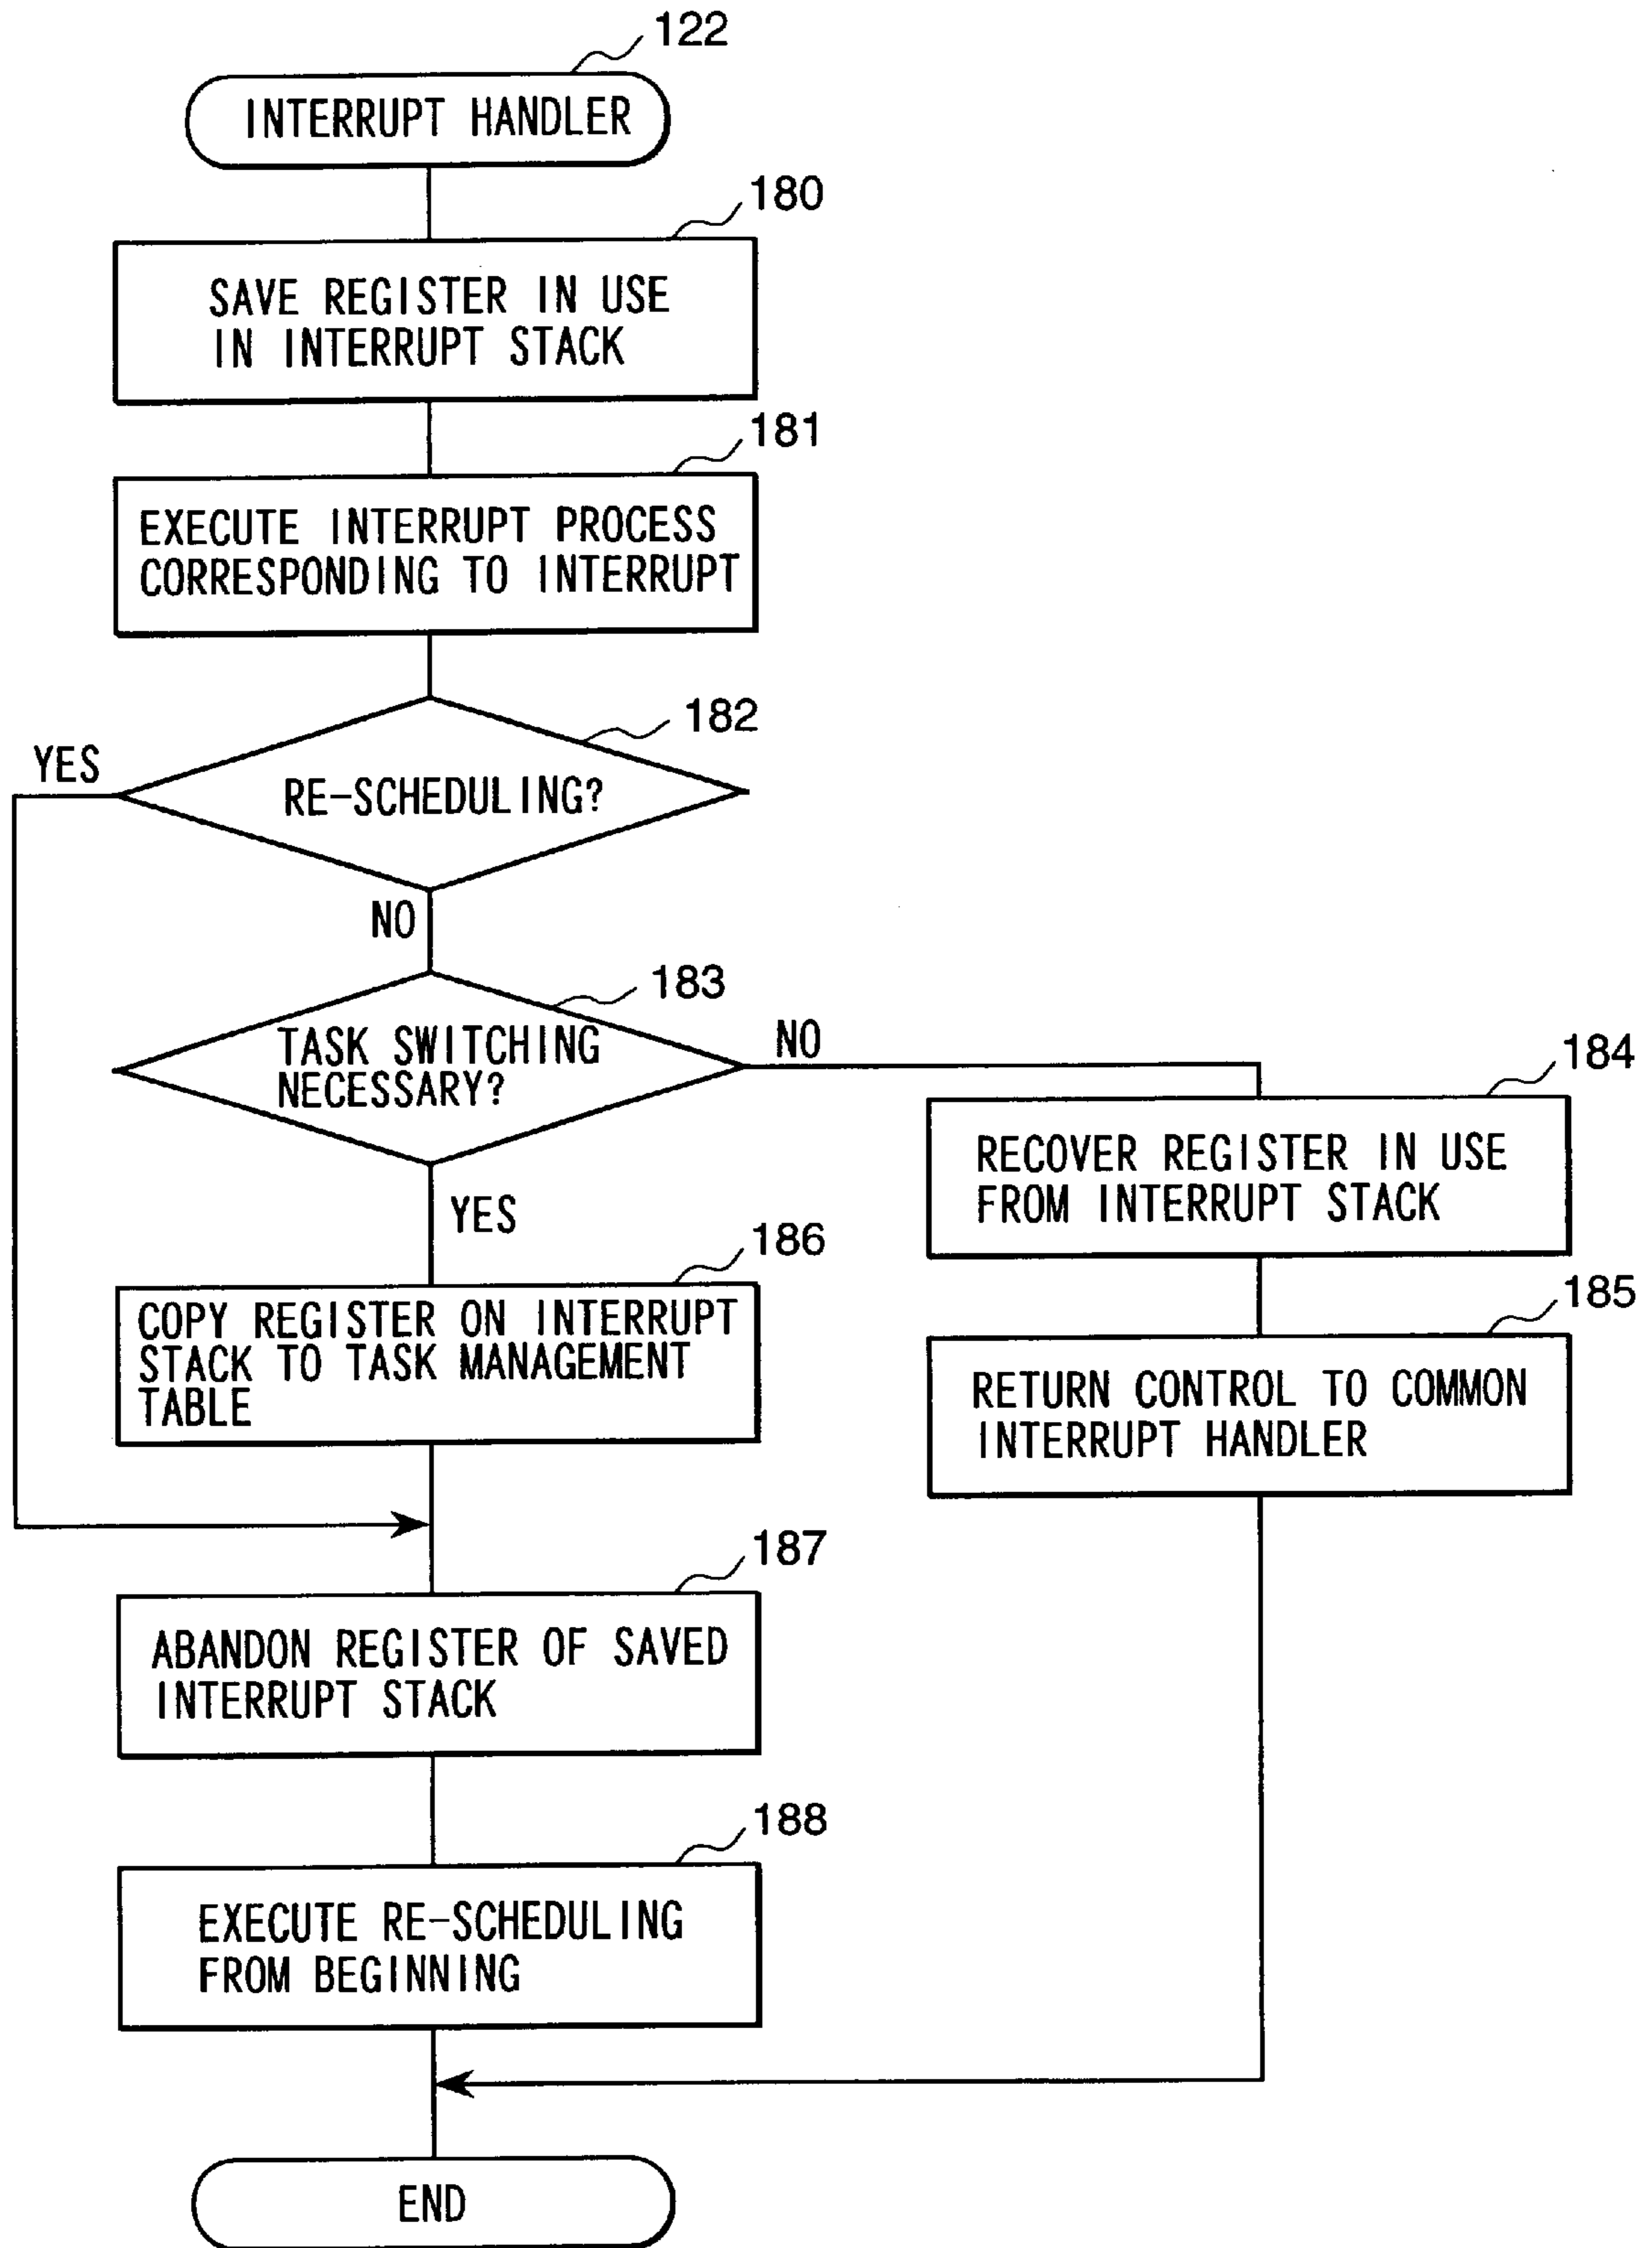 122
INTERRUPT HANDLER
180
SAVE REGISTER IN USE
IN INTERRUPT STACK
181
EXECUTE INTERRUPT PROCESS
CORRESPONDING TO INTERRUPT
182
YES
RE-SCHEDULING?
NO
183
TASK SWITCHING
NECESSARY?
NO
184
RECOVER REGISTER IN USE
FROM INTERRUPT STACK
YES
186
COPY REGISTER ON INTERRUPT
STACK TO TASK MANAGEMENT
TABLE
185
RETURN CONTROL TO COMMON
INTERRUPT HANDLER
187
ABANDON REGISTER OF SAVED
INTERRUPT STACK
188
EXECUTE RE-SCHEDULING
FROM BEGINNING
END